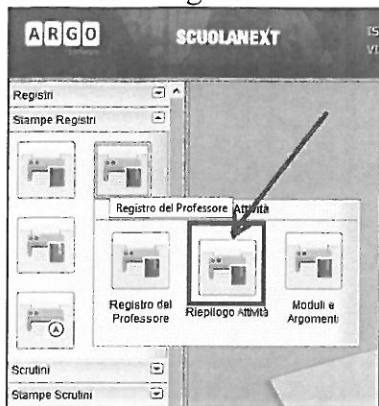 ARGO
SCUOLANEXT
Registri
Stampe Registri
Registro del Professore
Attività
Registro del
Professore
Riepilogo Attività
Moduli e
Argomenti
A
Scrutini
Stampe Scrutini